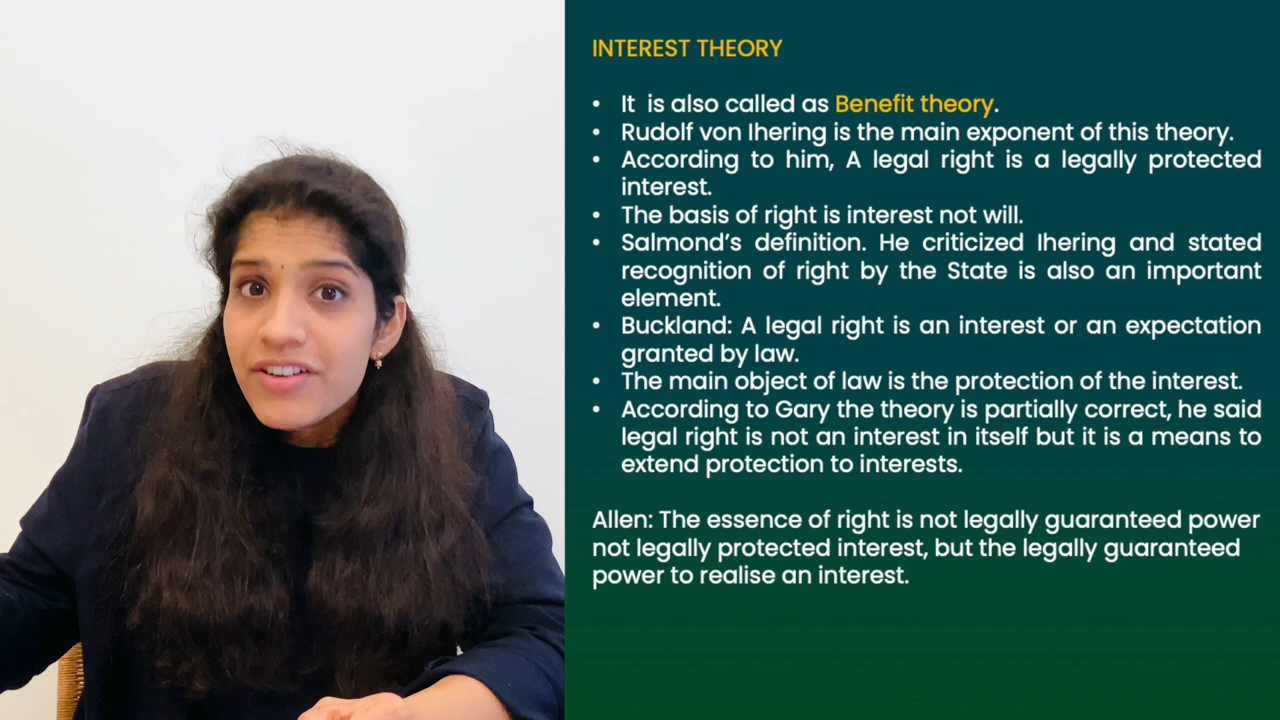 INTEREST THEORY
• It is also called as Benefit theory.
• Rudolf von Ihering is the main exponent of this theory.
• According to him, A legal right is a legally protected
interest.
• The basis of right is interest not will.
• Salmond’s definition. He criticized Ihering and stated
recognition of right by the State is also an important
element.
• Buckland: A legal right is an interest or an expectation
granted by law.
• The main object of law is the protection of the interest.
• According to Gary the theory is partially correct, he said
legal right is not an interest in itself but it is a means to
extend protection to interests.
Allen: The essence of right is not legally guaranteed power
not legally protected interest, but the legally guaranteed
power to realise an interest.